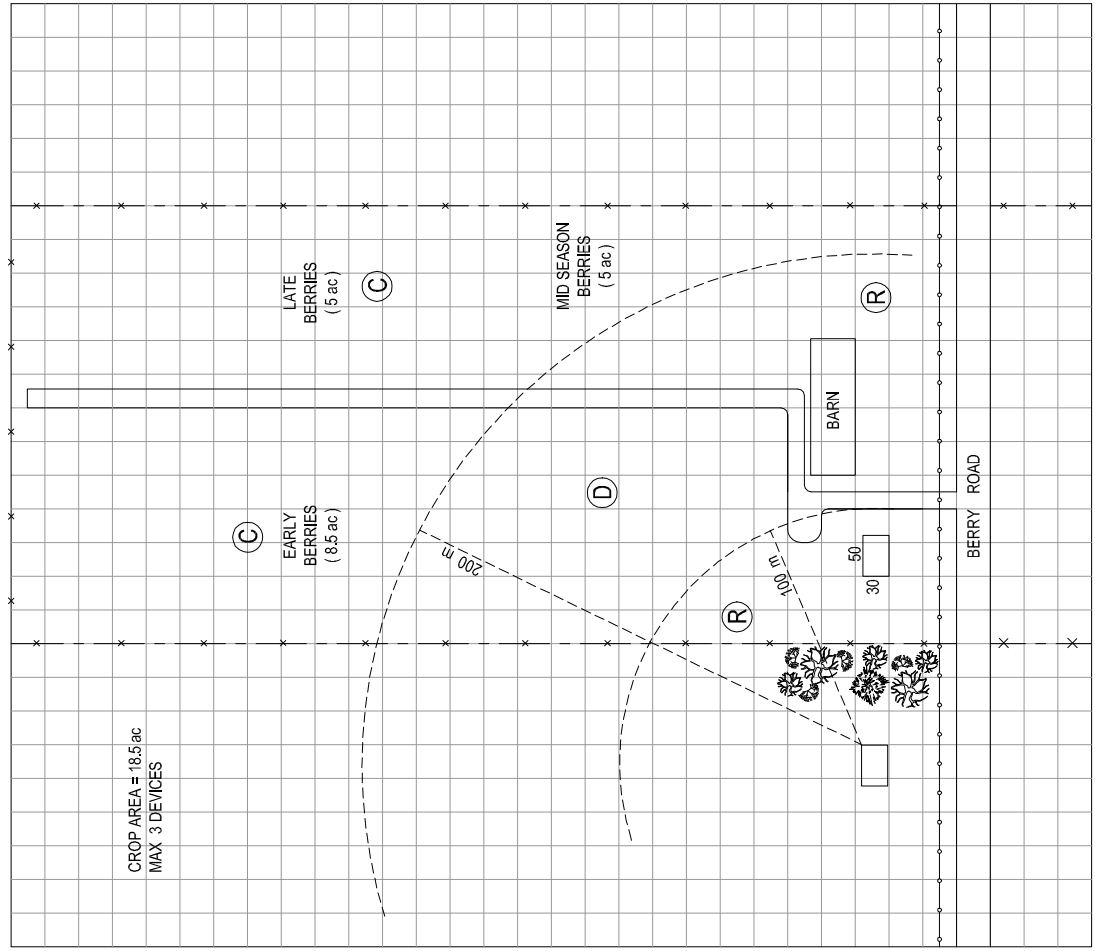 LATE
BERRIES
( 5 ac )
C
MID SEASON
BERRIES
( 5 ac )
R
BARN
C
EARLY
BERRIES
( 8.5 ac )
D
200 m
100 m
R
50
30
BERRY ROAD
CROP AREA = 18.5 ac
MAX 3 DEVICES